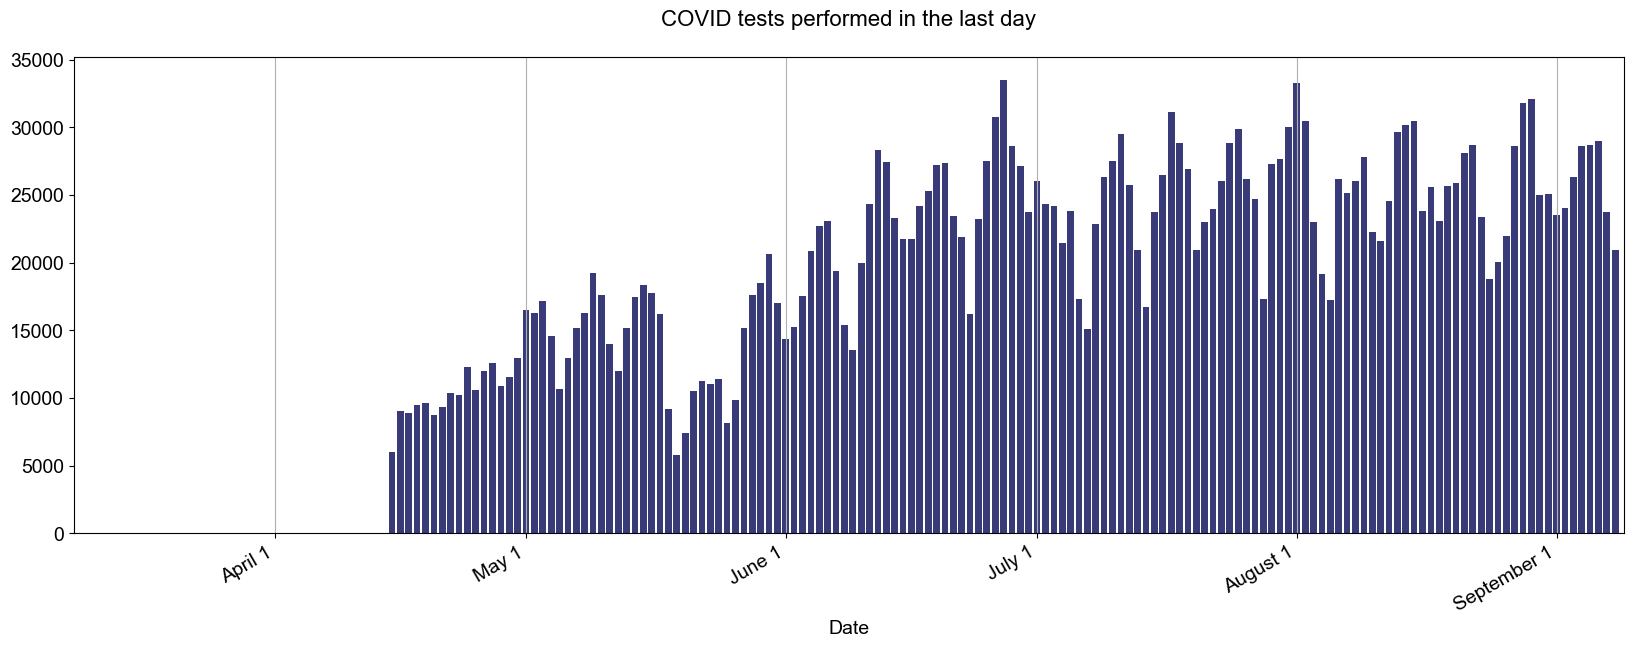 COVID tests performed in the last day
35000
30000
25000
20000
15000
10000
5000
0
April 1
May 1
June 1
July 1
August 1
September 1
Date